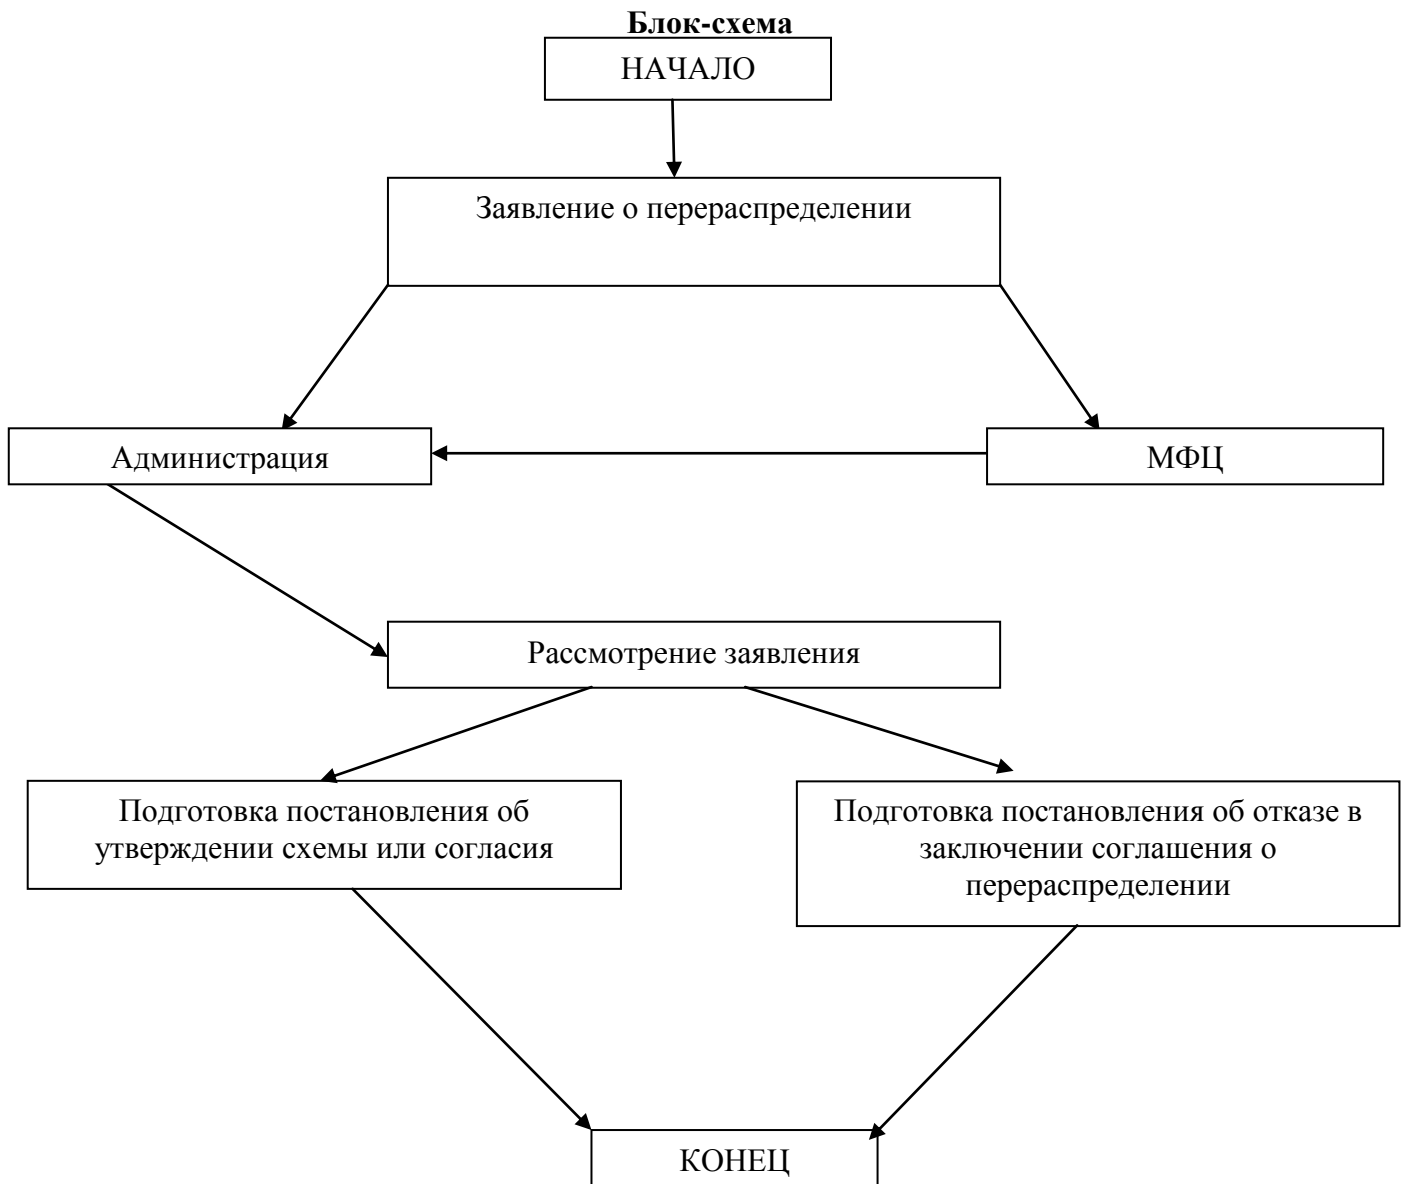 Блок-схема
НАЧАЛО
Заявление о перераспределении
Администрация
МФЦ
Рассмотрение заявления
Подготовка постановления об
утверждении схемы или согласия
Подготовка постановления об отказе в
заключении соглашения о
перераспределении
КОНЕЦ